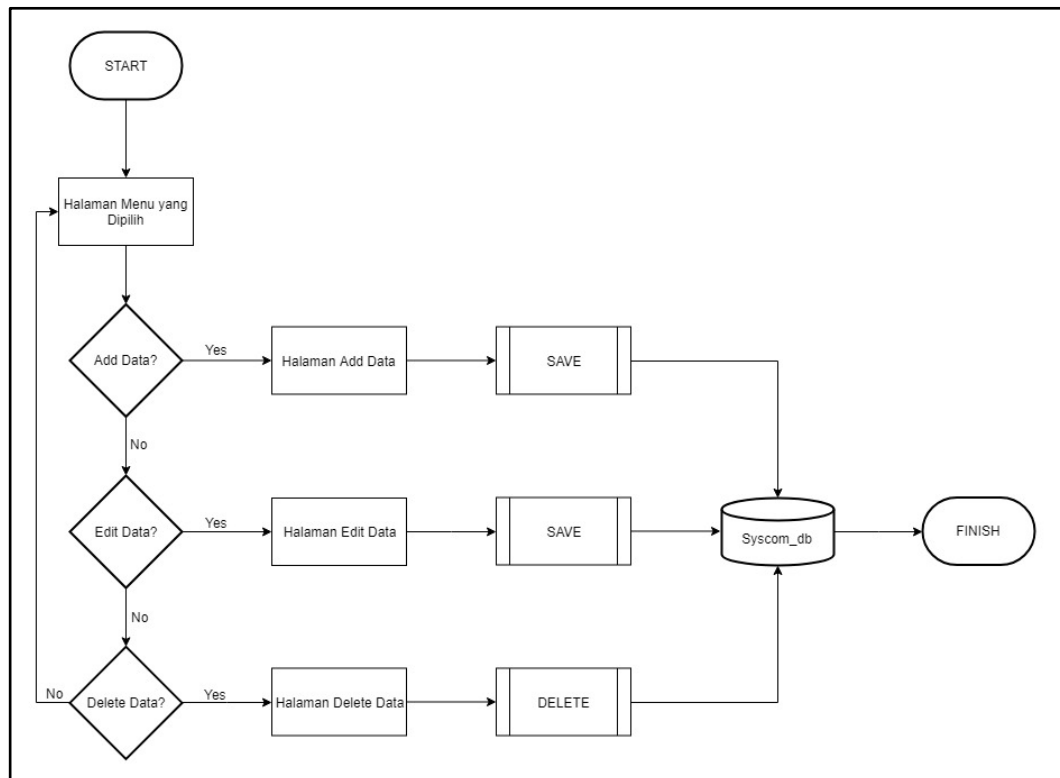 START
Halaman Menu yang
Dipilih
Add Data?
Yes
Halaman Add Data
SAVE
No
Edit Data?
Yes
Halaman Edit Data
SAVE
Syscom_db
FINISH
No
No
Delete Data?
Yes
Halaman Delete Data
DELETE